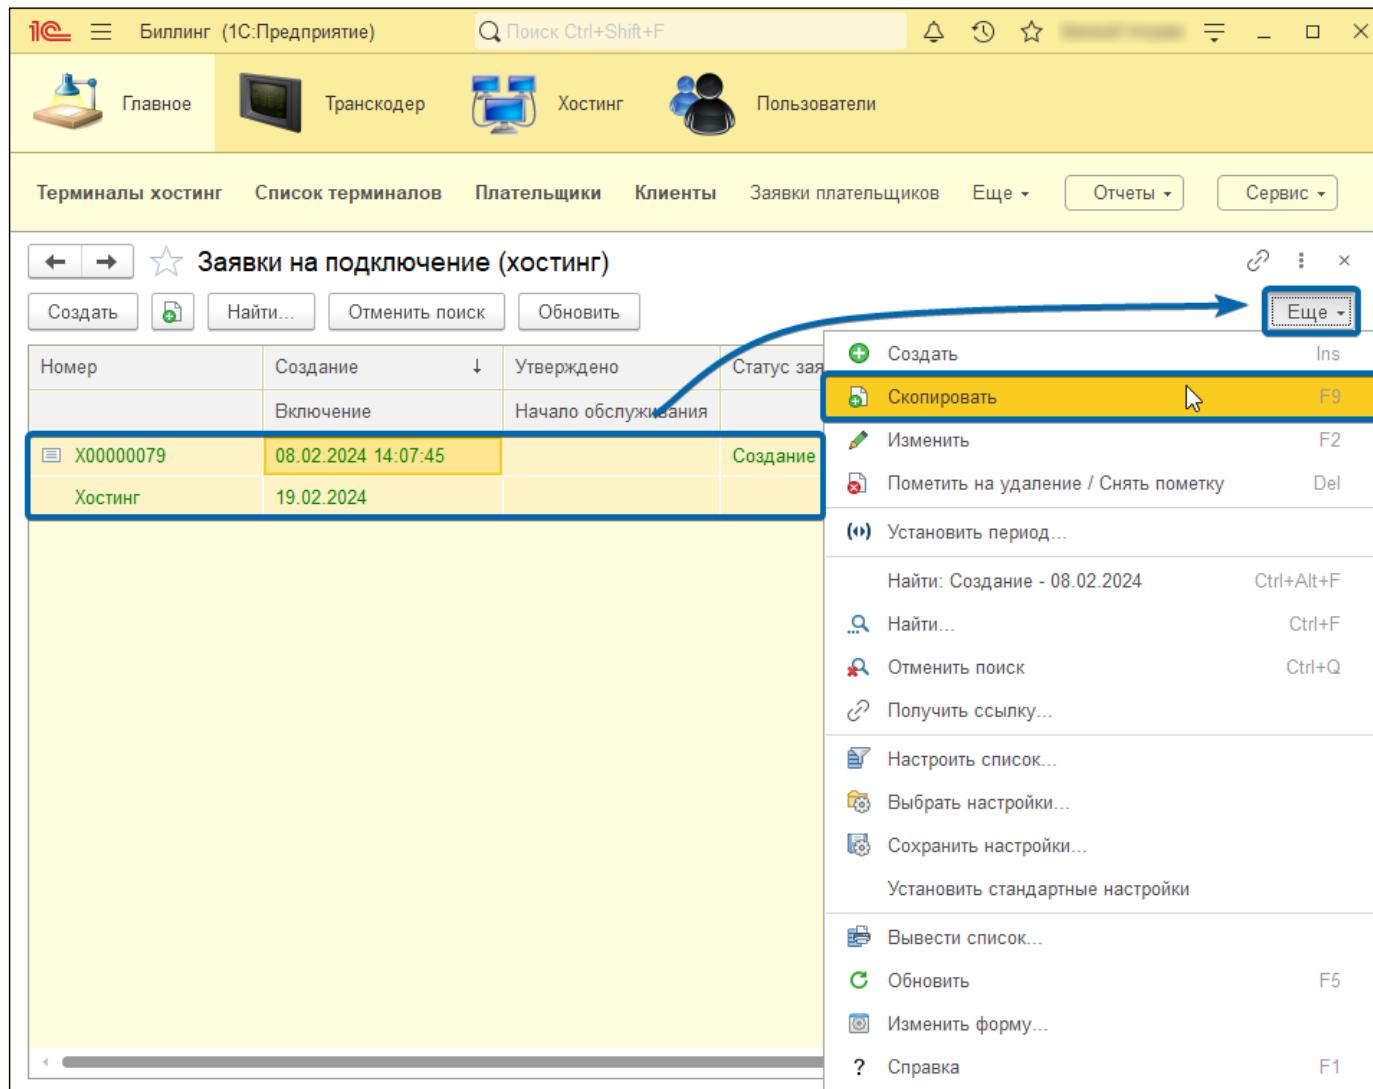 1С Биллинг (1С:Предприятие) Поиск Ctrl+Shift+F
Главное Транскодер Хостинг Пользователи
Терминалы хостинг Список терминалов Плательщики Клиенты Заявки плательщиков Еще Отчеты Сервис
Заявки на подключение (хостинг)
Создать Найти... Отменить поиск Обновить Еще
Номер Создание ↓ Утверждено Статус зая
Включение Начало обслуживания
X00000079 08.02.2024 14:07:45 Создание
Хостинг 19.02.2024
Создать Ins
Скопировать F9
Изменить F2
Пометить на удаление / Снять пометку Del
Установить период...
Найти: Создание - 08.02.2024 Ctrl+Alt+F
Найти... Ctrl+F
Отменить поиск Ctrl+Q
Получить ссылку...
Настроить список...
Выбрать настройки...
Сохранить настройки...
Установить стандартные настройки
Вывести список...
Обновить F5
Изменить форму...
? Справка F1